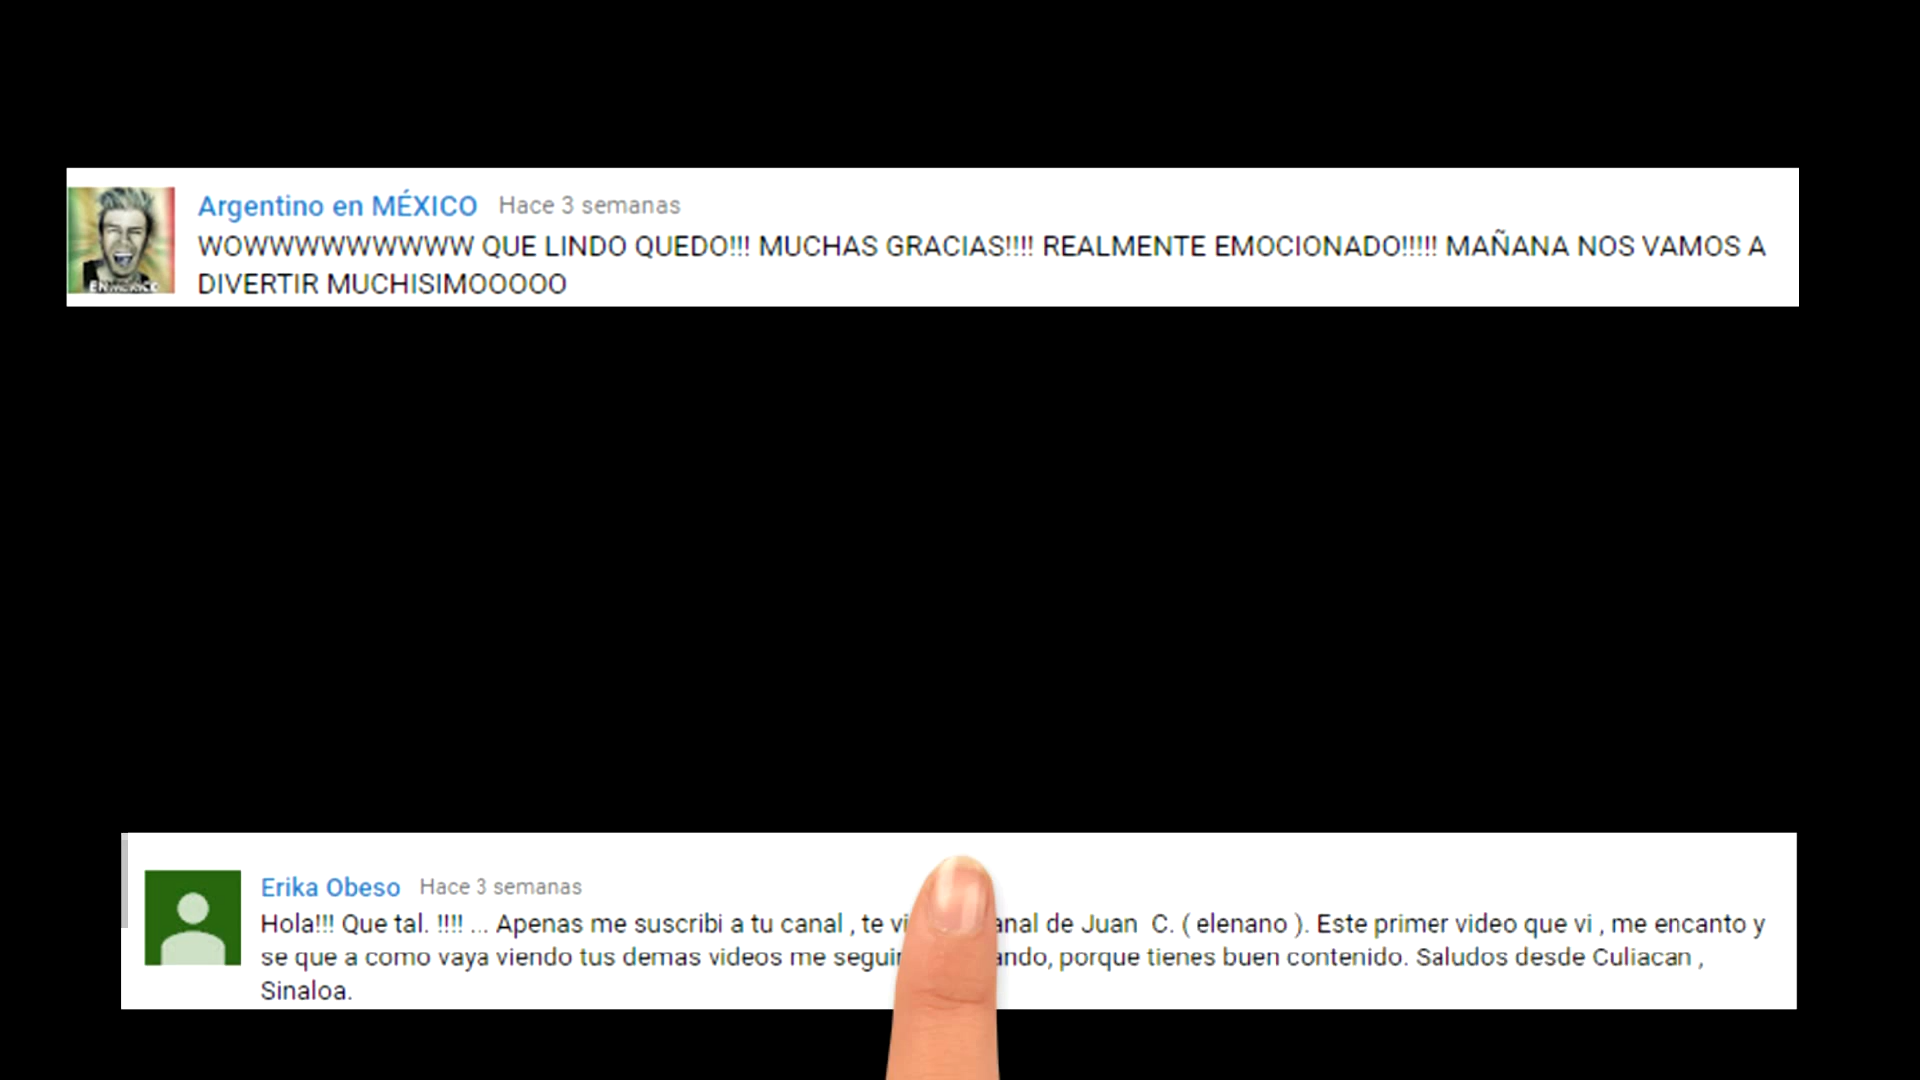 Argentino en MÉXICO Hace 3 semanas
WOWWWWWWWWW QUE LINDO QUEDO!!! MUCHAS GRACIAS!!!! REALMENTE EMOCIONADO!!!!! MAÑANA NOS VAMOS A
DIVERTIR MUCHISIMOOOOO
EN MEXICO
Erika Obeso Hace 3 semanas
Hola!!! Que tal. !!!! ... Apenas me suscribi a tu canal , te vi de Juan C. ( elenano ). Este primer video que vi , me encanto y
se que a como vaya viendo tus demas videos me porque tienes buen contenido. Saludos desde Culiacan ,
Sinaloa.